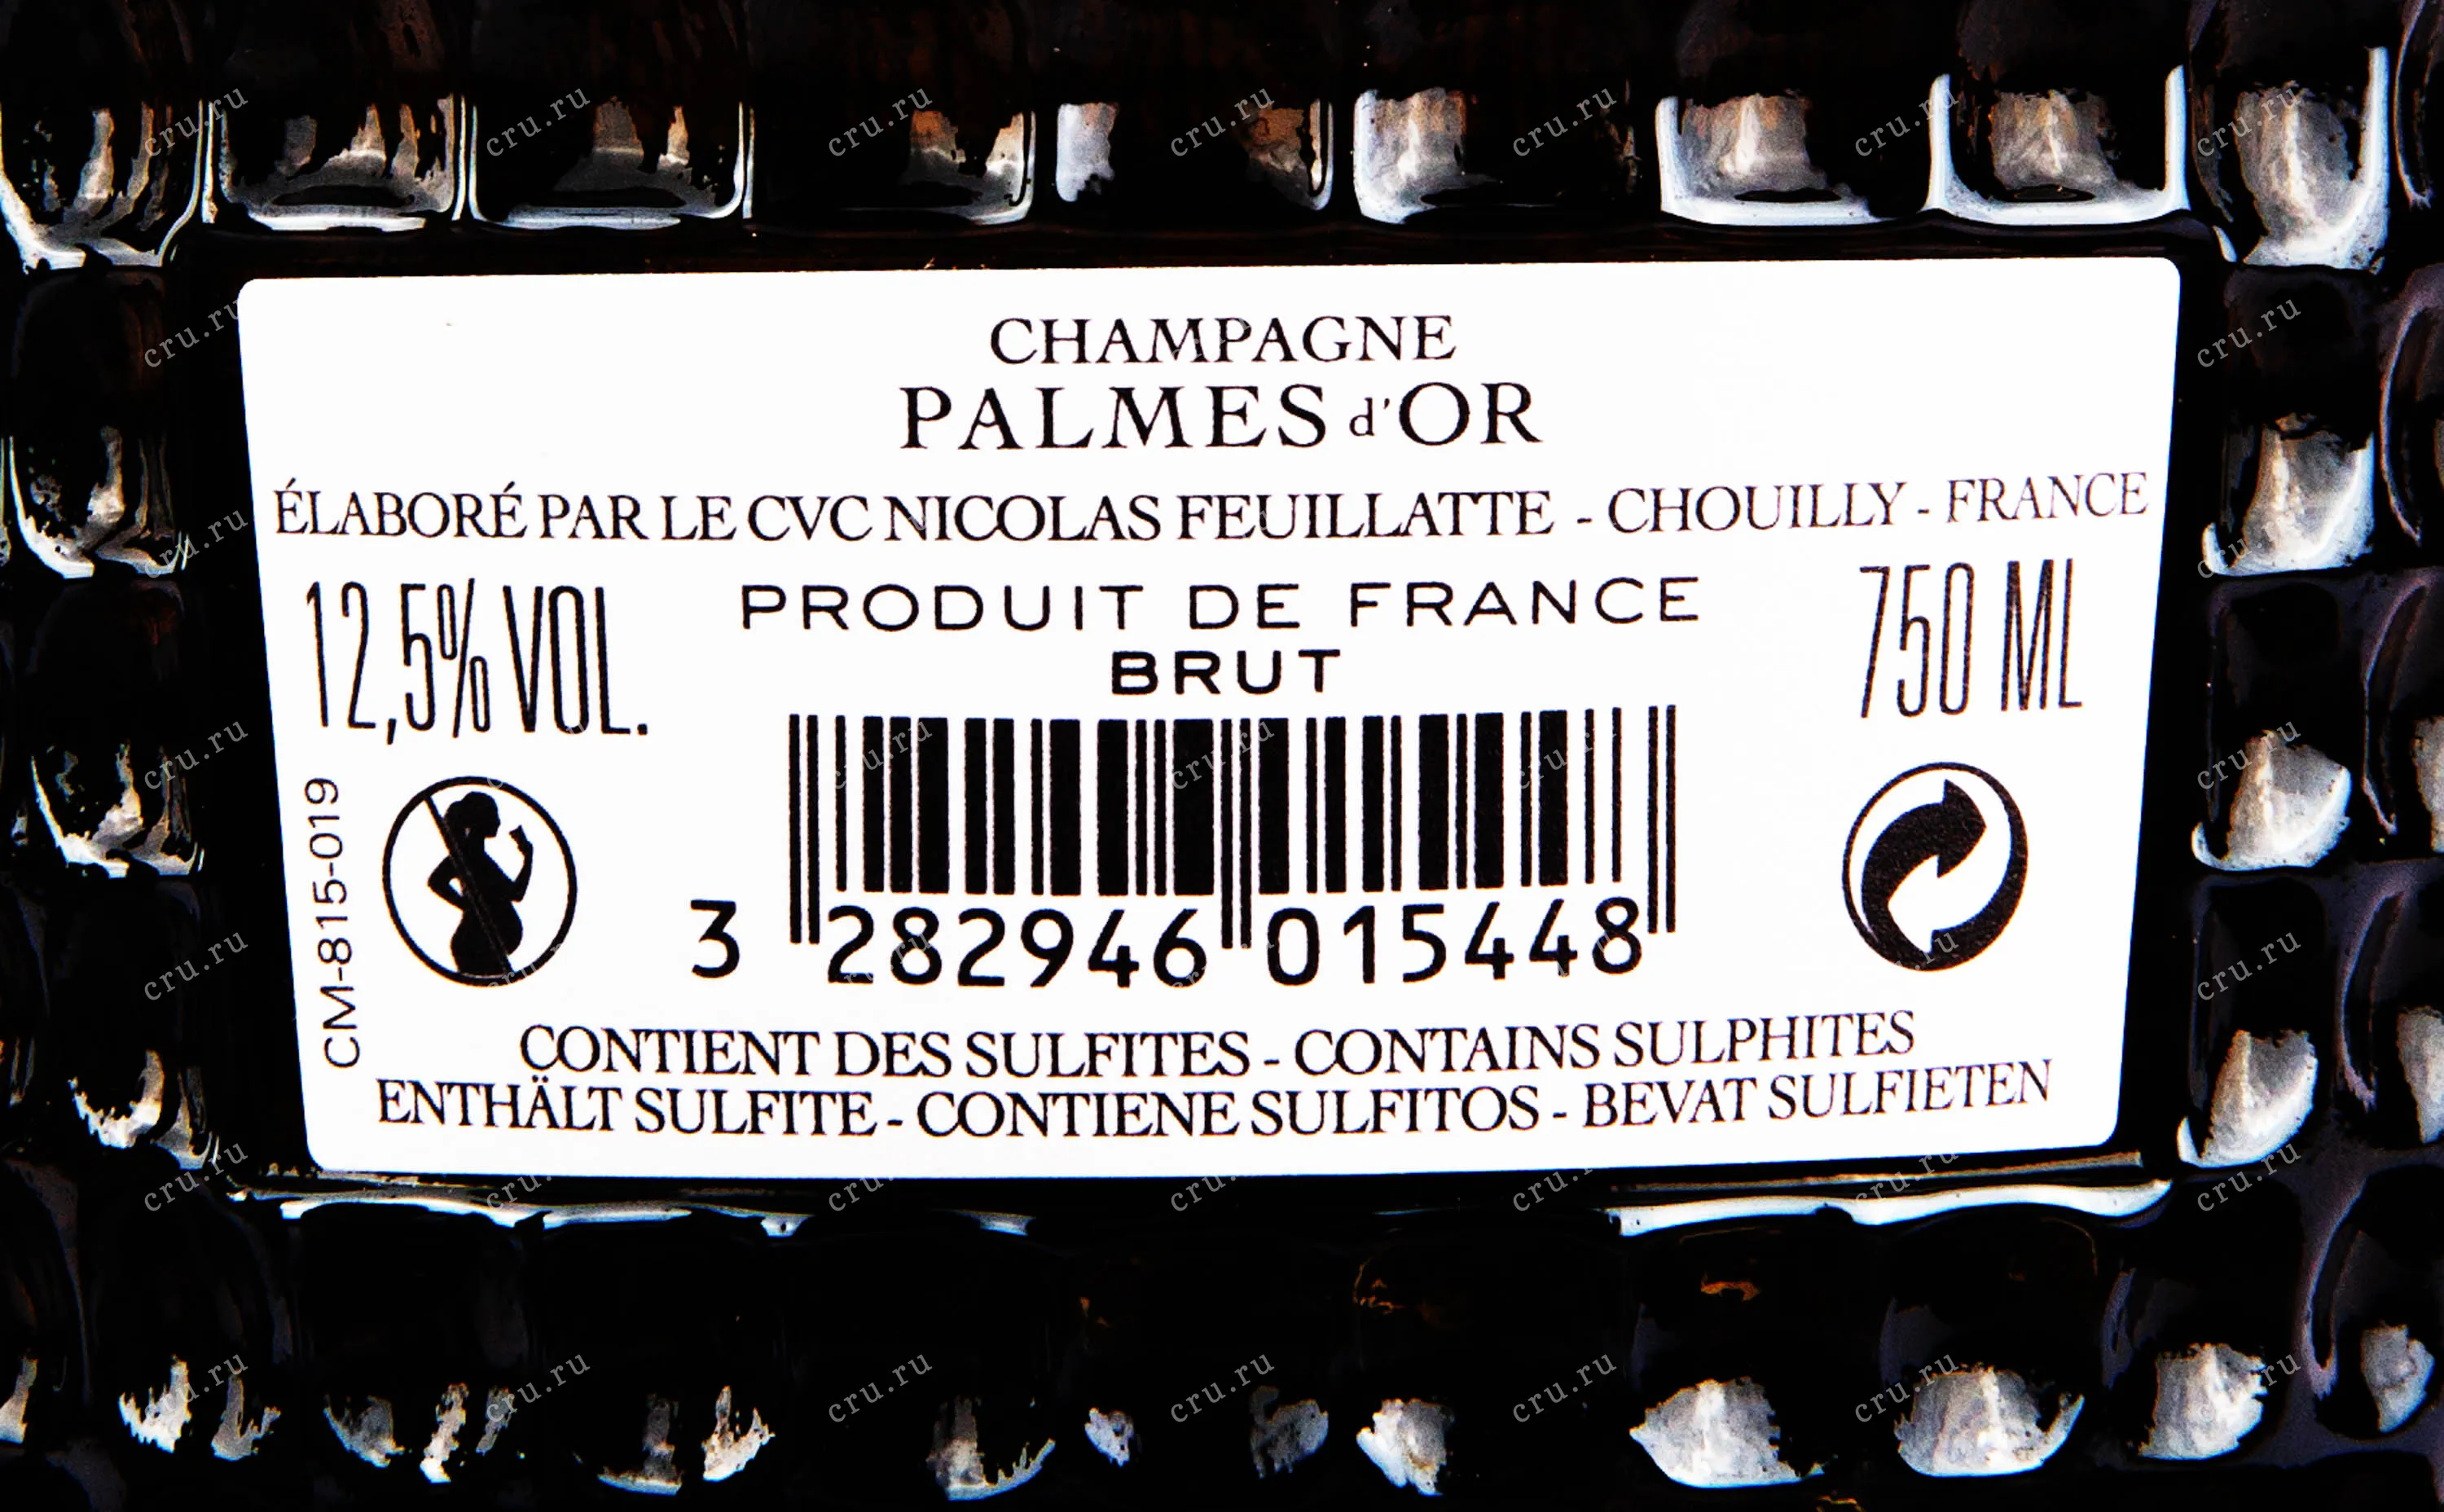 CHAMPAGNE
PALMES d'OR
ÉLABORÉ PAR LE CVC NICOLAS FEUILLATTE - CHOUILLY - FRANCE
12,5% VOL.
PRODUIT DE FRANCE
750 ML
BRUT
CM-815-019
3 282946 015448
CONTIENT DES SULFITES - CONTAINS SULPHITES
ENTHÄLT SULFITE - CONTIENE SULFITOS - BEVAT SULFIETEN
cru.ru